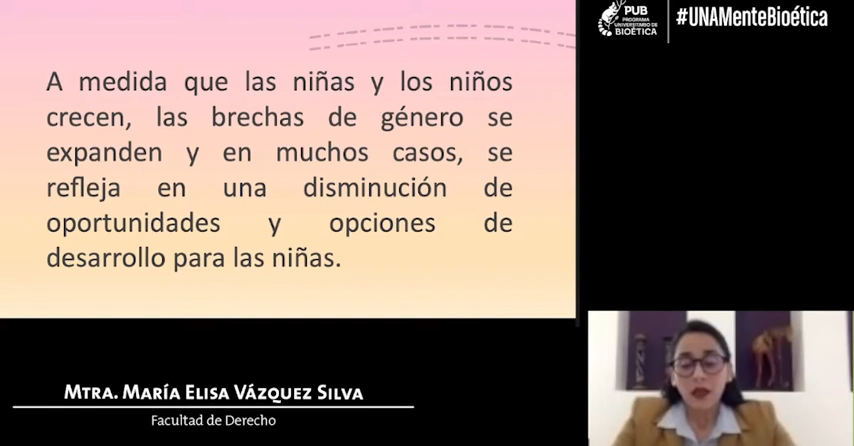 PUB
PROGRAMA
UNIVERSITARIO DE
BIOÉTICA
#UNAMenteBioética
A medida que las niñas y los niños
crecen, las brechas de género se
expanden y en muchos casos, se
refleja en una disminución de
oportunidades y opciones de
desarrollo para las niñas.
Mtra. María Elisa Vázquez Silva
Facultad de Derecho